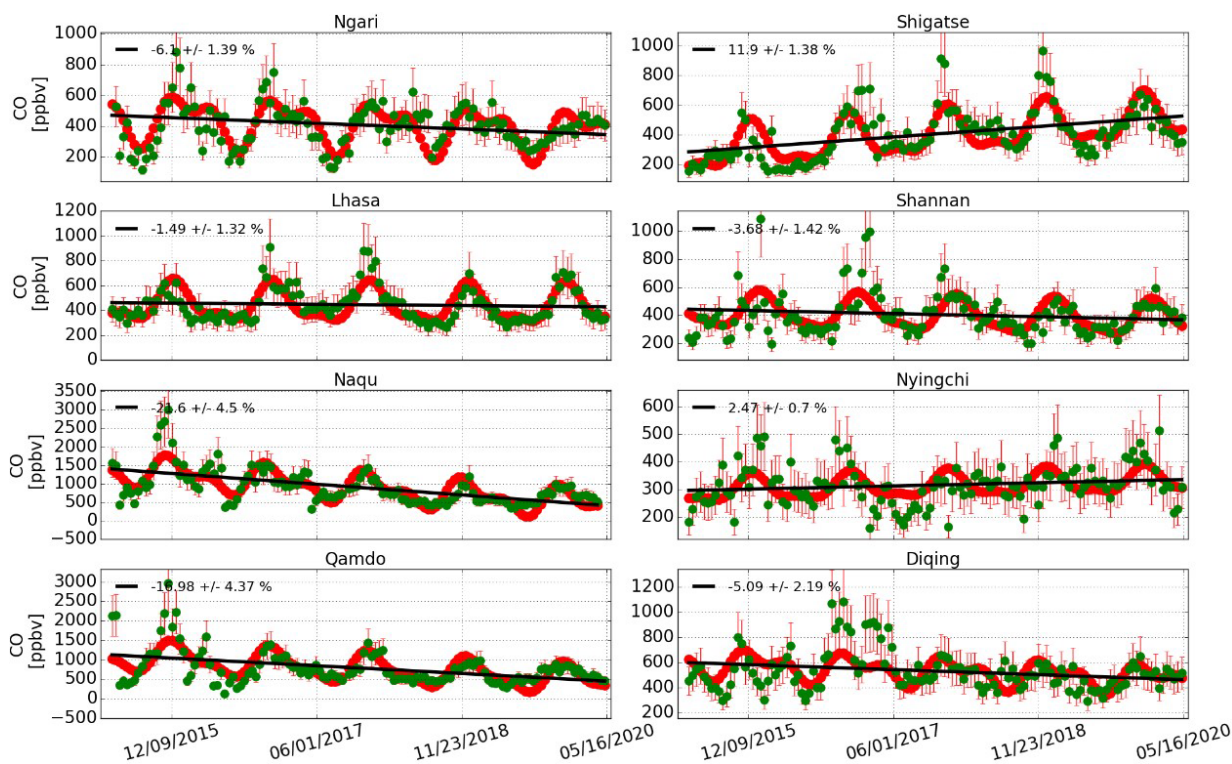 Ngari
1000
800
600
400
200
CO
[ppbv]
-6.1 +/- 1.39 %
Shigatse
1000
800
600
400
200
11.9 +/- 1.38 %
Lhasa
1200
1000
800
600
400
200
0
CO
[ppbv]
-1.49 +/- 1.32 %
Shannan
1000
800
600
400
200
-3.68 +/- 1.42 %
Naqu
3500
3000
2500
2000
1500
1000
500
0
−500
CO
[ppbv]
-21.6 +/- 4.5 %
Nyingchi
600
500
400
300
200
2.47 +/- 0.7 %
Qamdo
3000
2500
2000
1500
1000
500
0
−500
CO
[ppbv]
+/- 4.37 %
Diqing
1200
1000
800
600
400
200
-5.09 +/- 2.19 %
12/09/2015 06/01/2017 11/23/2018 05/16/2020
12/09/2015 06/01/2017 11/23/2018 05/16/2020